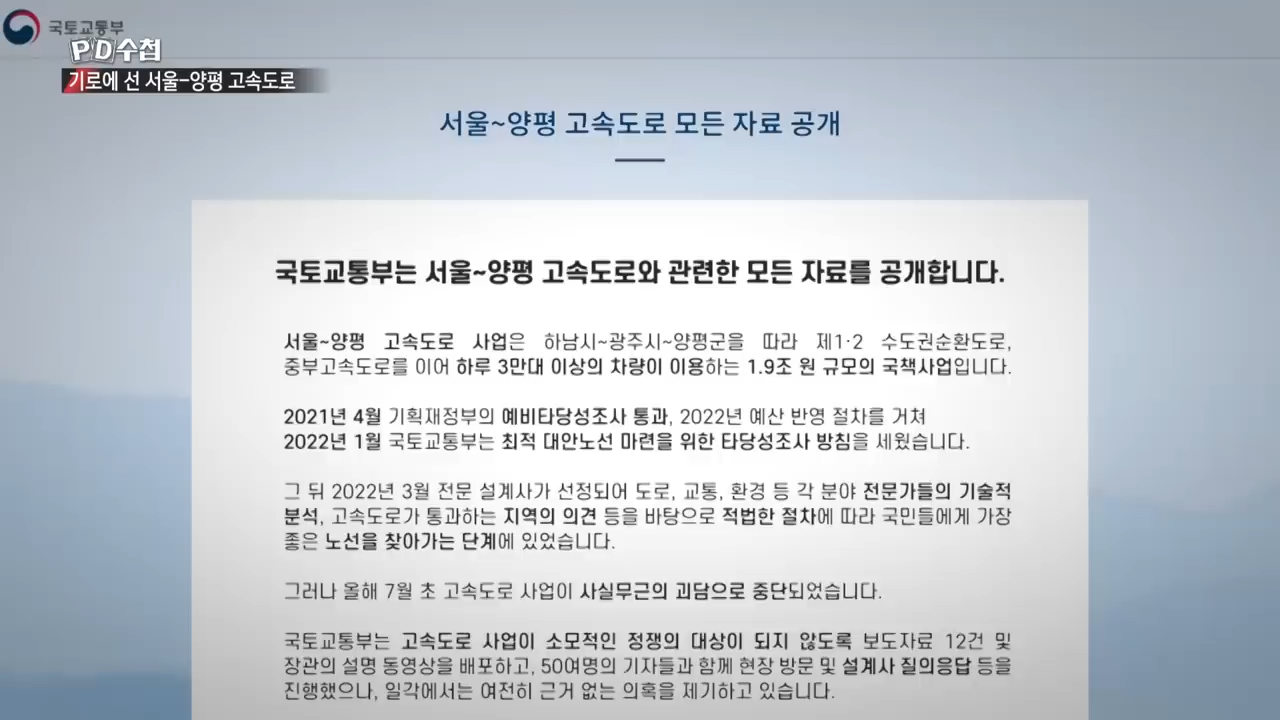 국토교통부
PD수첩
기로에 선 서울-양평 고속도로
서울~양평 고속도로 모든 자료 공개
국토교통부는 서울~양평 고속도로와 관련한 모든 자료를 공개합니다.
서울~양평 고속도로 사업은 하남시~광주시~양평군을 따라 제1·2 수도권순환도로,
중부고속도로를 이어 하루 3만대 이상의 차량이 이용하는 1.9조 원 규모의 국책사업입니다.
2021년 4월 기획재정부의 예비타당성조사 통과, 2022년 예산 반영 절차를 거쳐
2022년 1월 국토교통부는 최적 대안노선 마련을 위한 타당성조사 방침을 세웠습니다.
그 뒤 2022년 3월 전문 설계사가 선정되어 도로, 교통, 환경 등 각 분야 전문가들의 기술적
분석, 고속도로가 통과하는 지역의 의견 등을 바탕으로 적법한 절차에 따라 국민들에게 가장
좋은 노선을 찾아가는 단계에 있었습니다.
그러나 올해 7월 초 고속도로 사업이 사실무근의 괴담으로 중단되었습니다.
국토교통부는 고속도로 사업이 소모적인 정쟁의 대상이 되지 않도록 보도자료 12건 및
장관의 설명 동영상을 배포하고, 50여명의 기자들과 함께 현장 방문 및 설계사 질의응답 등을
진행했으나, 일각에서는 여전히 근거 없는 의혹을 제기하고 있습니다.